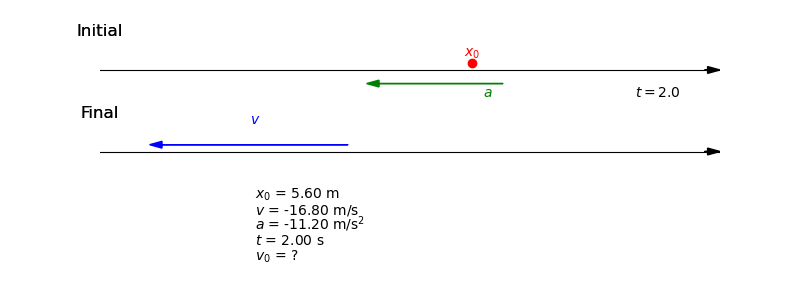 Initial
x₀
a
t = 2.0
Final
v
x₀ = 5.60 m
v = -16.80 m/s
a = -11.20 m/s²
t = 2.00 s
v₀ = ?